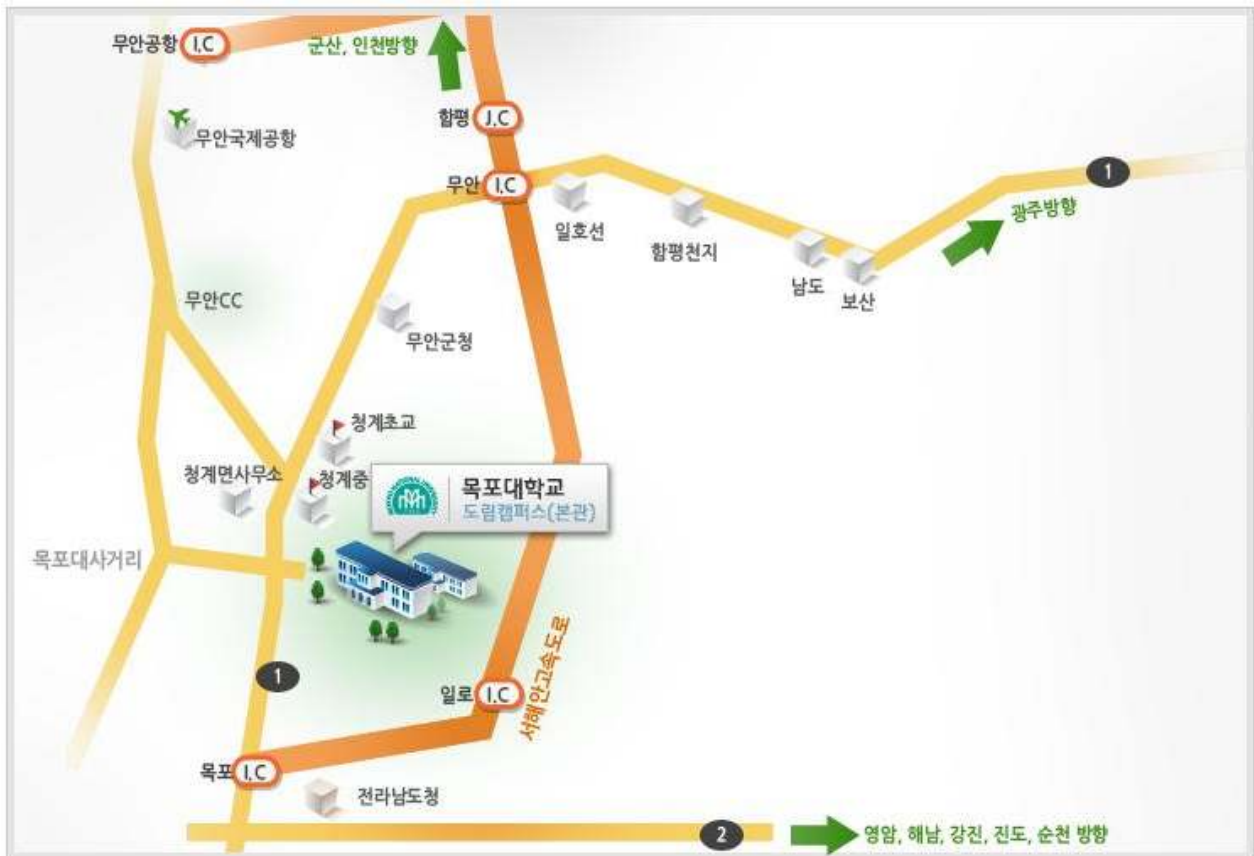 무안공항 I.C
군산, 인천방향
함평 J.C
무안국제공항
1
무안 I.C
광주방향
일호선
함평천지
남도
보산
무안CC
무안군청
청계초교
청계면사무소
청계중
목포대학교
도림캠퍼스(본관)
목포대사거리
서해안고속도로
1
일로 I.C
목포 I.C
전라남도청
2
영암, 해남, 강진, 진도, 순천 방향